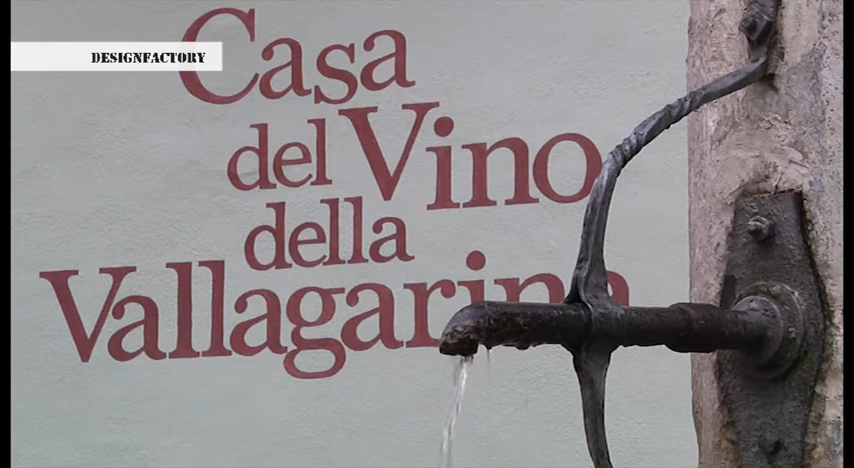 DESIGNFACTORY
Casa
del Vino
della
Vallagarina